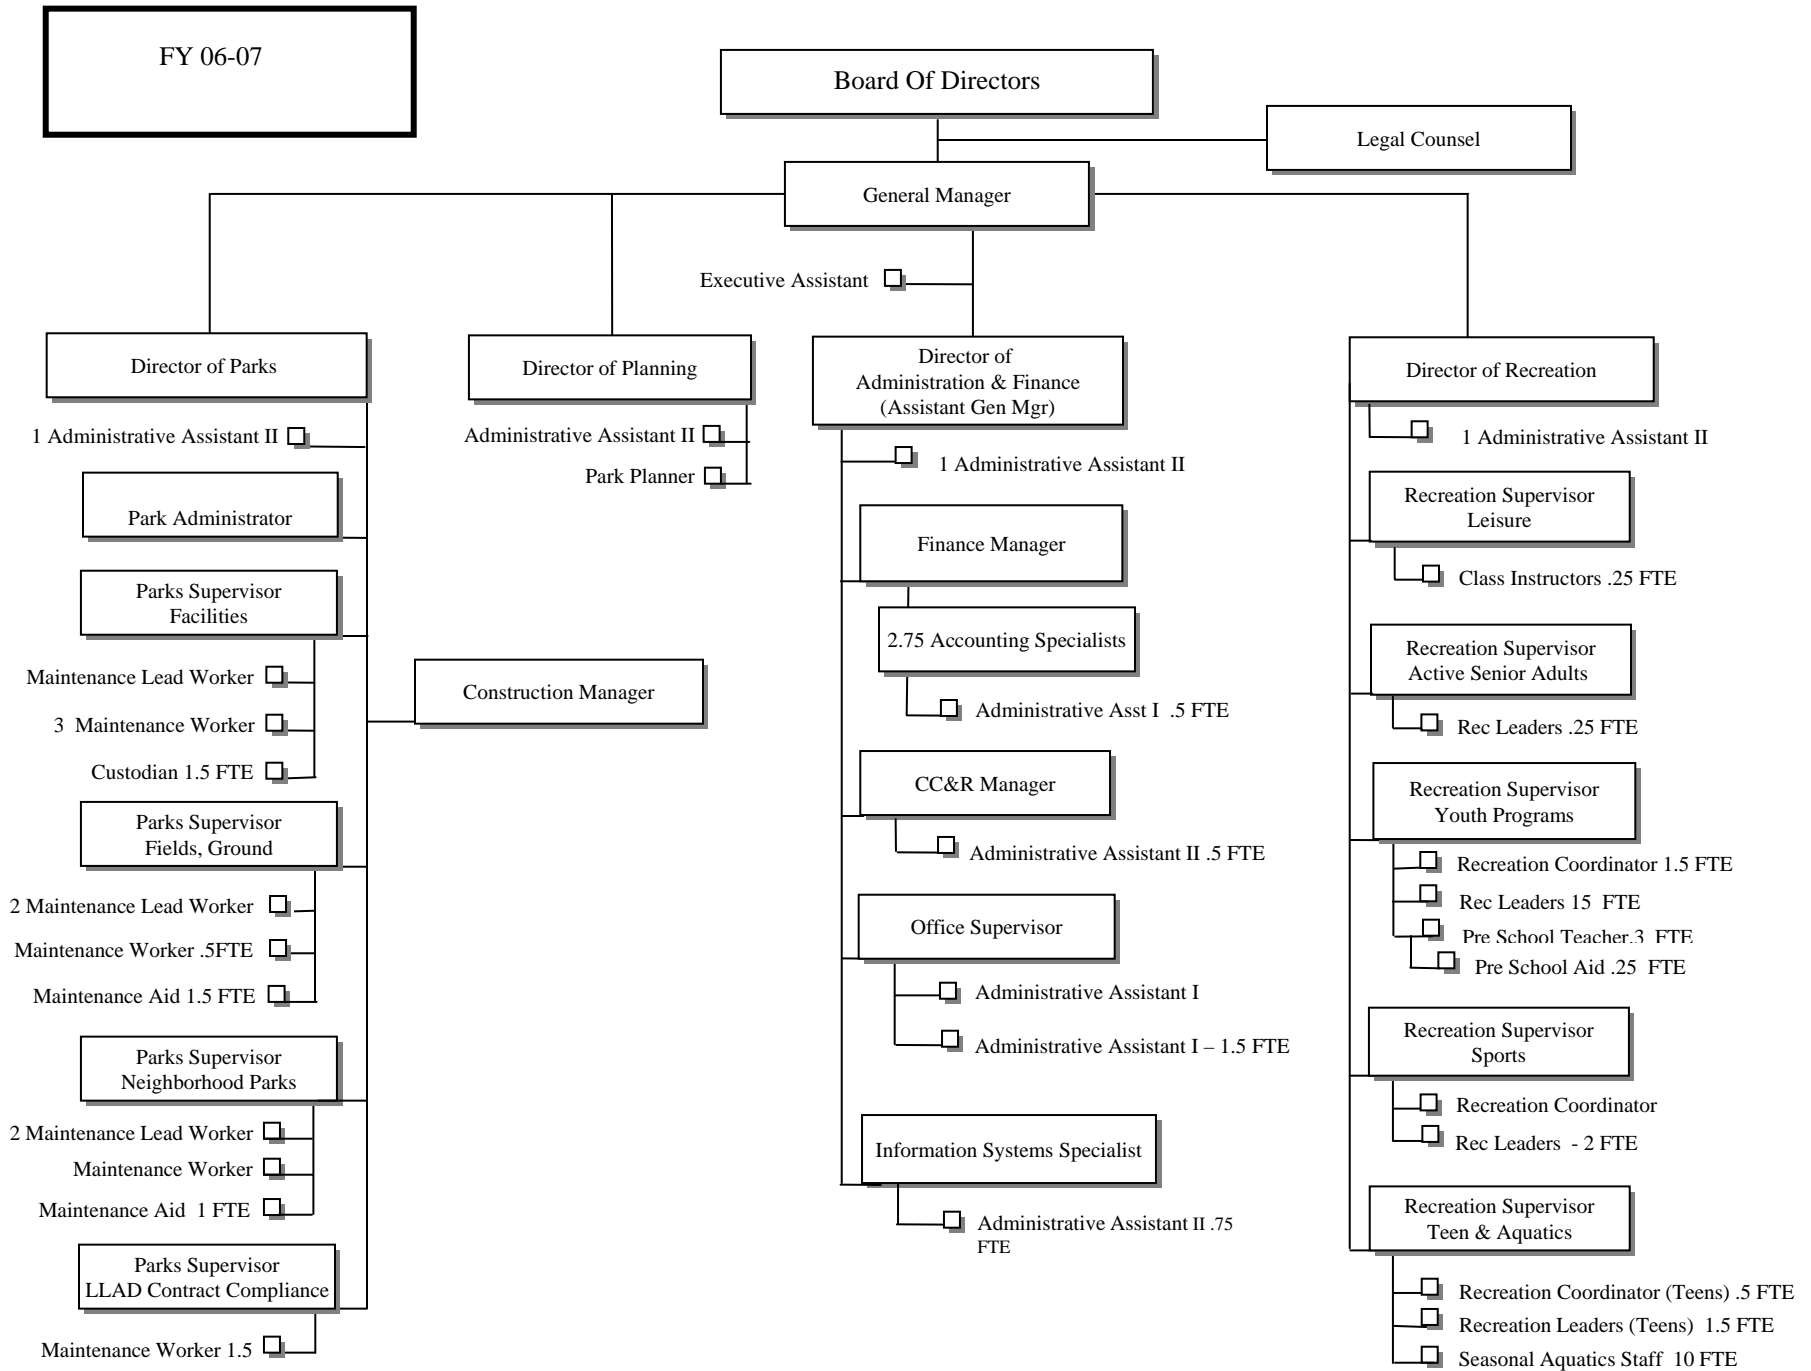 FY 06-07
Board Of Directors
Legal Counsel
General Manager
Executive Assistant
Director of Parks
1 Administrative Assistant II
Park Administrator
Parks Supervisor
Facilities
Maintenance Lead Worker
3 Maintenance Worker
Custodian 1.5 FTE
Parks Supervisor
Fields, Ground
2 Maintenance Lead Worker
Maintenance Worker .5FTE
Maintenance Aid 1.5 FTE
Parks Supervisor
Neighborhood Parks
2 Maintenance Lead Worker
Maintenance Worker
Maintenance Aid 1 FTE
Parks Supervisor
LLAD Contract Compliance
Maintenance Worker 1.5
Construction Manager
Director of Planning
Administrative Assistant II
Park Planner
Director of
Administration & Finance
(Assistant Gen Mgr)
1 Administrative Assistant II
Finance Manager
2.75 Accounting Specialists
Administrative Asst I .5 FTE
CC&R Manager
Administrative Assistant II .5 FTE
Office Supervisor
Administrative Assistant I
Administrative Assistant I – 1.5 FTE
Information Systems Specialist
Administrative Assistant II .75
FTE
Director of Recreation
1 Administrative Assistant II
Recreation Supervisor
Leisure
Class Instructors .25 FTE
Recreation Supervisor
Active Senior Adults
Rec Leaders .25 FTE
Recreation Supervisor
Youth Programs
Recreation Coordinator 1.5 FTE
Rec Leaders 15 FTE
Pre School Teacher.3 FTE
Pre School Aid .25 FTE
Recreation Supervisor
Sports
Recreation Coordinator
Rec Leaders - 2 FTE
Recreation Supervisor
Teen & Aquatics
Recreation Coordinator (Teens) .5 FTE
Recreation Leaders (Teens) 1.5 FTE
Seasonal Aquatics Staff 10 FTE